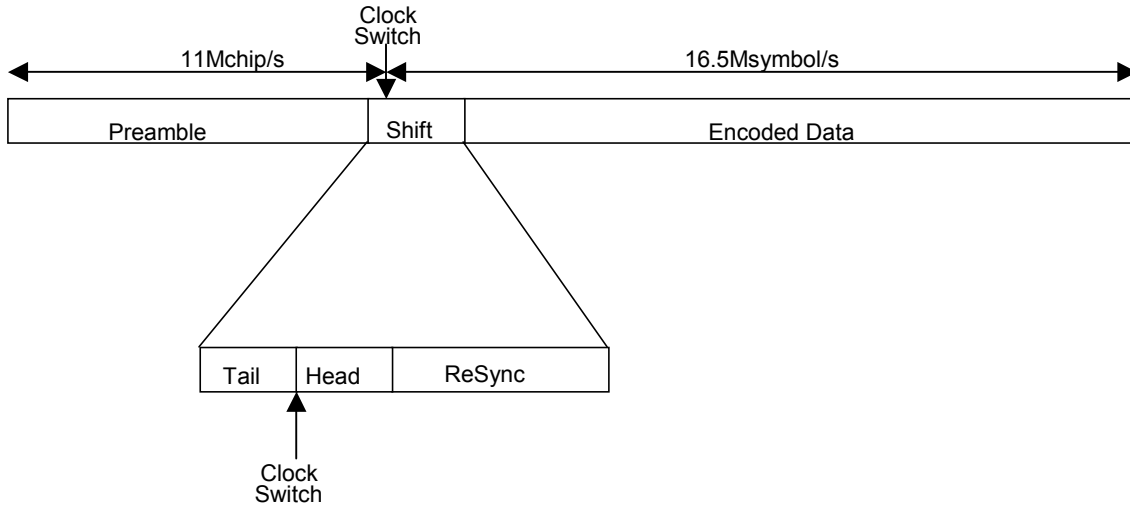 Clock
Switch
11Mchip/s
16.5Msymbol/s
Preamble
Shift
Encoded Data
Tail
Head
ReSync
Clock
Switch